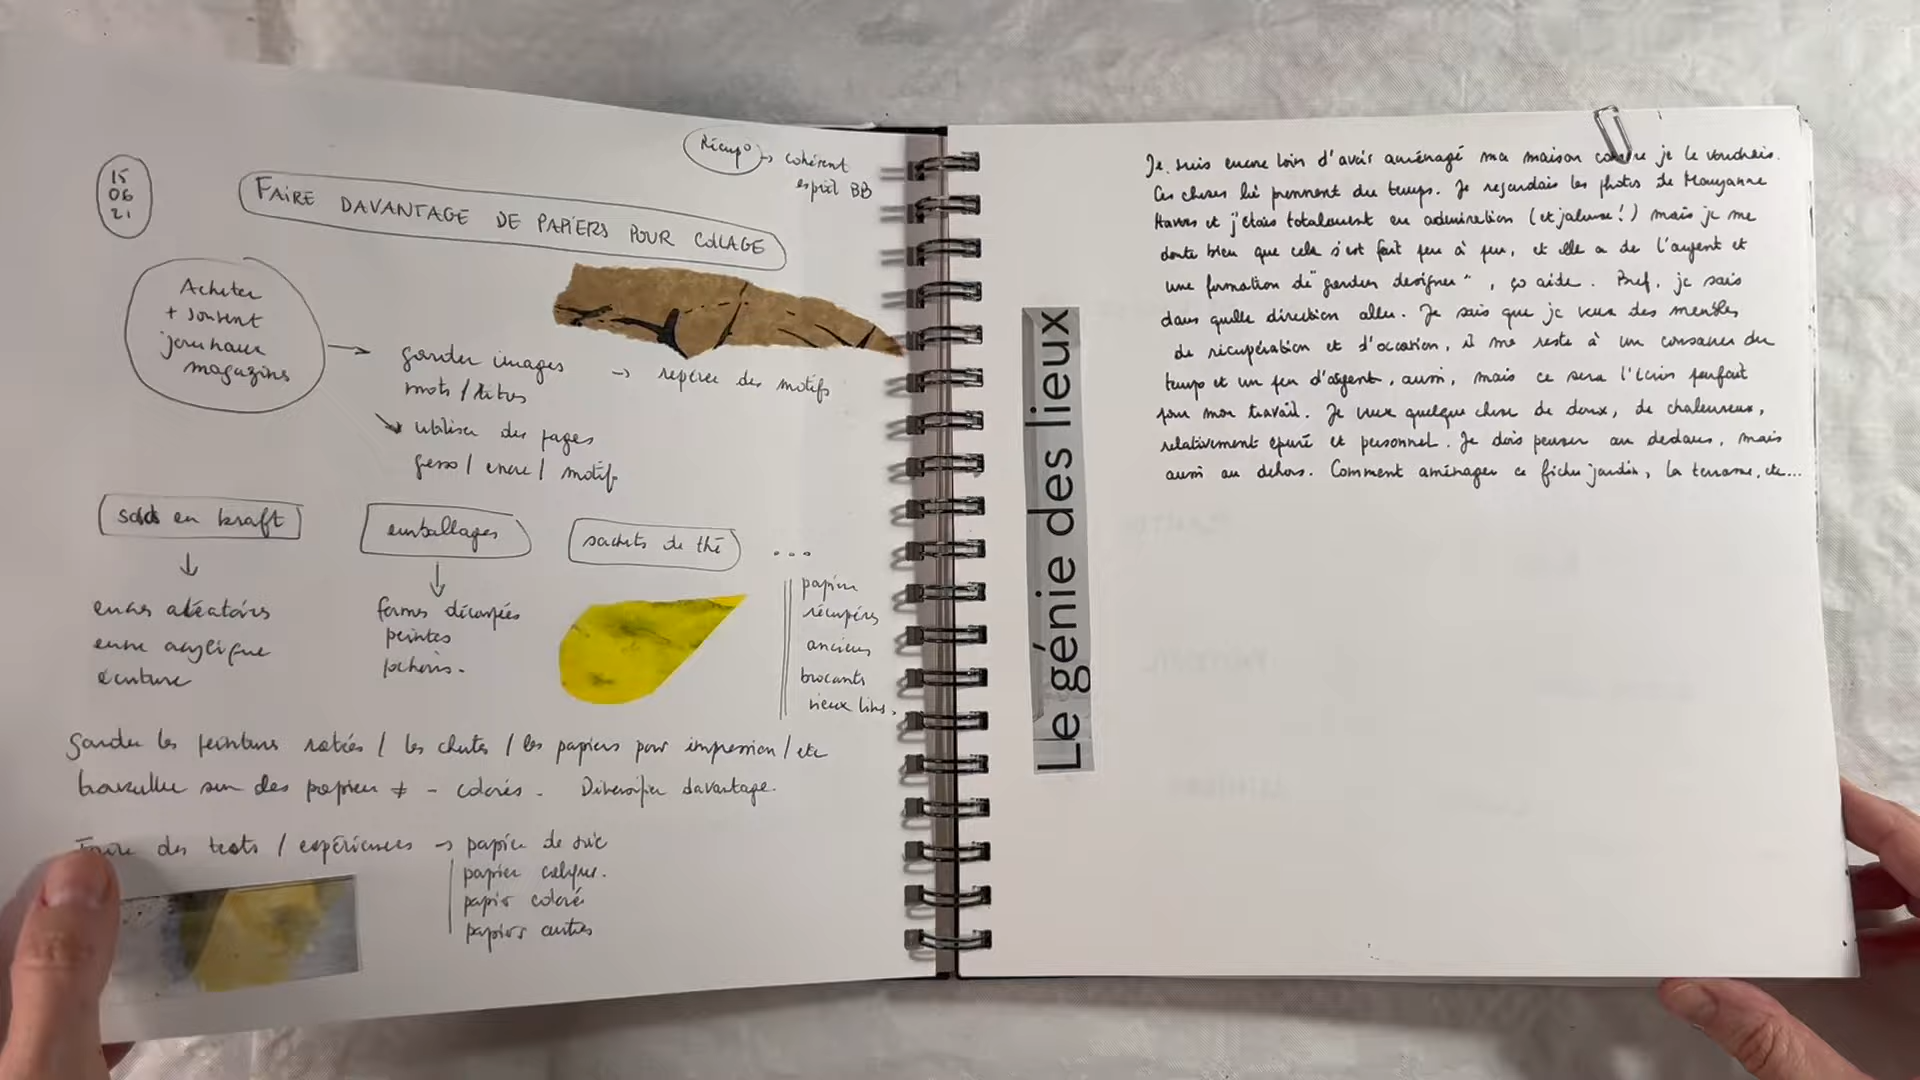 15
06
21
FAIRE DAVANTAGE DE PAPIERS POUR COLLAGE
Récup → cohérent
esprit BB
Acheter
+ souvent
journaux
magazines
→ garder images
mots / titres
→ repérer des motifs
→ utiliser des pages
gesso / encre / motifs
en kraft
↓
encres aléatoires
encre acrylique
écriture
emballages
↓
formes découpées
peintes
pochoirs.
sachets de thé
...
papiers
récupérés
anciens
brocants
vieux livres.
garder les peintures ratées / les chutes / les papiers pour impression / etc
travailler sur des papiers ≠ - colorés. Diversifier davantage.
Faire des tests / expériences → papier de soie
papier calque.
papier coloré
papiers autres
Le génie des lieux
Je suis encore loin d'avoir aménagé ma maison comme je le voudrais.
Ces choses là prennent du temps. Je regardais les photos de
et j'étais totalement en admiration (et jalouse!) mais je me
doute bien que cela s'est fait peu à peu, et elle a de l'argent et
une formation de "garden designer", ça aide. Bref, je sais
dans quelle direction aller. Je sais que je veux des meubles
de récupération et d'occasion, il me reste à y consacrer du
temps et un peu d'argent, aussi, mais ce sera l'écrin parfait
pour mon travail. Je veux quelque chose de doux, de chaleureux,
relativement épuré et personnel. Je dois penser au dedans, mais
aussi au dehors. Comment aménager ce fichu jardin, la terrasse, etc...